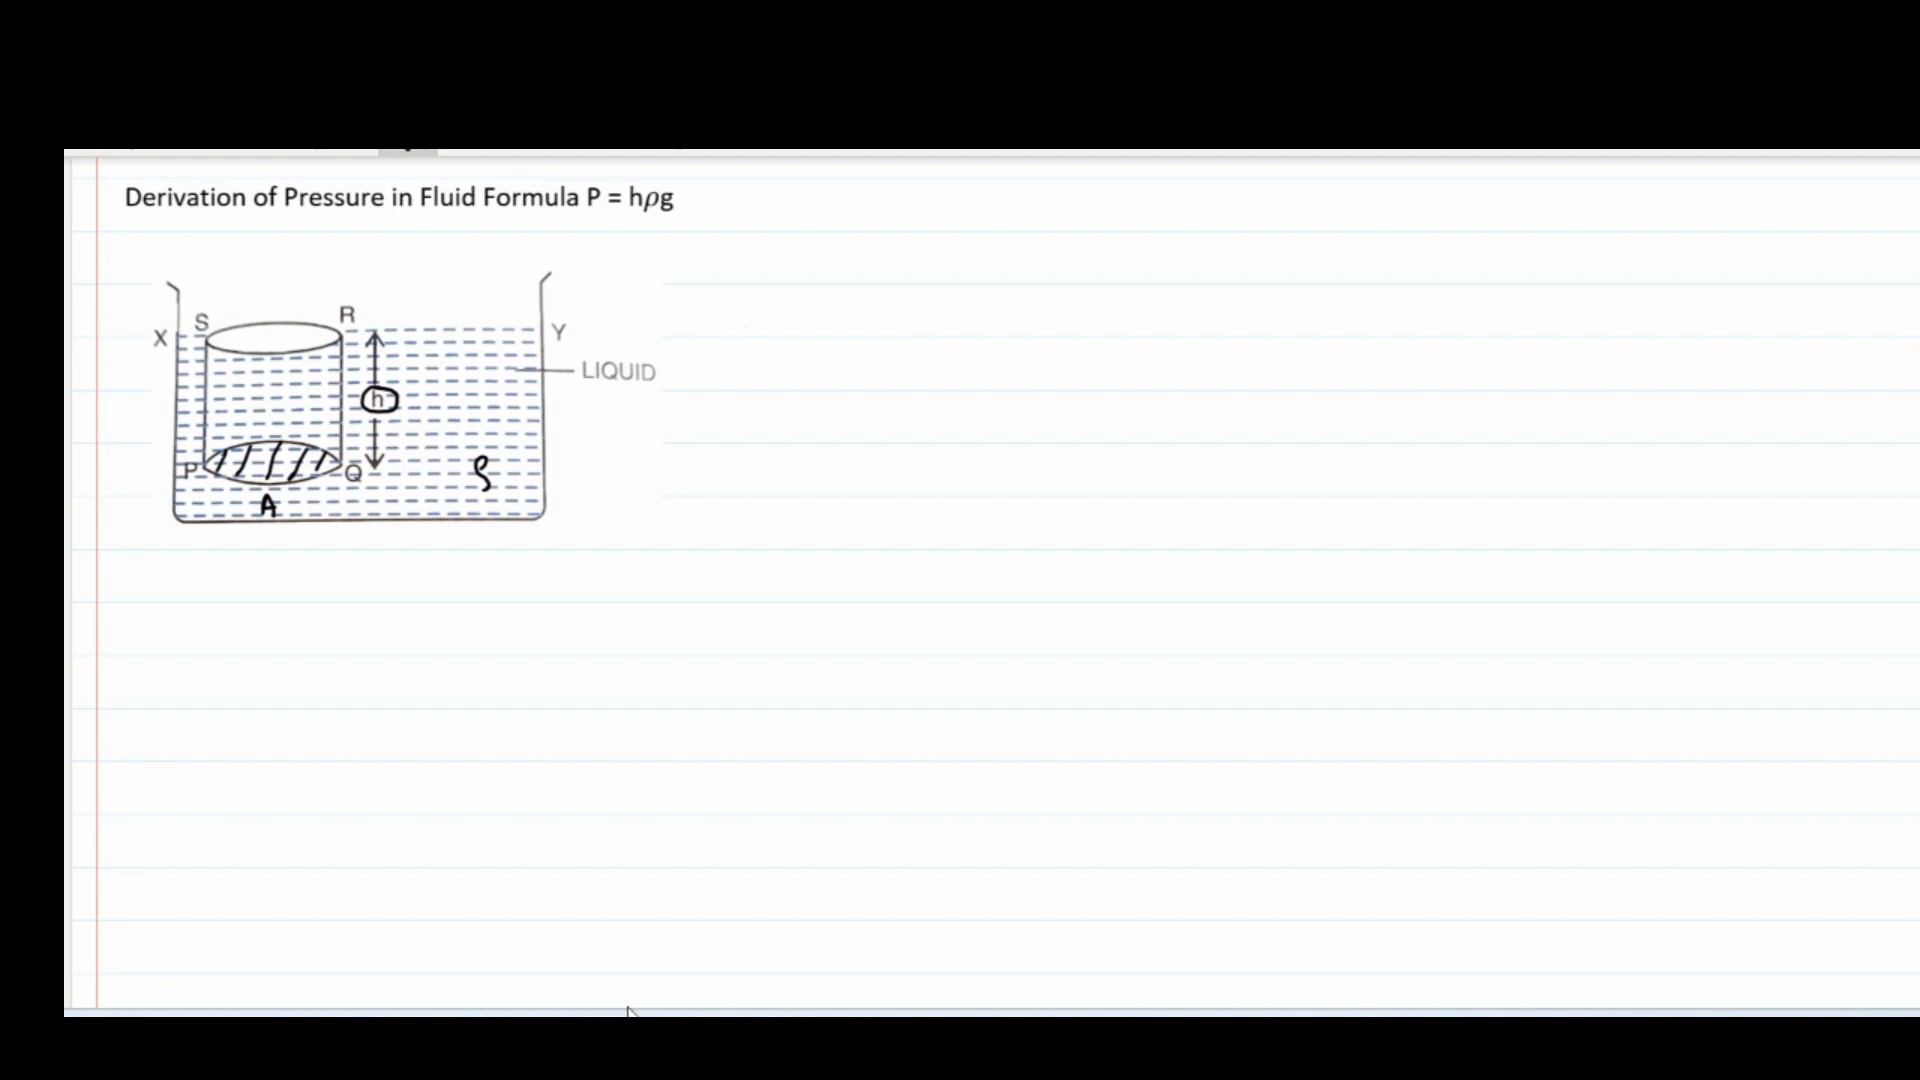 Derivation of Pressure in Fluid Formula P = hρg
S
R
X
Y
LIQUID
h
P
Q
ρ
A